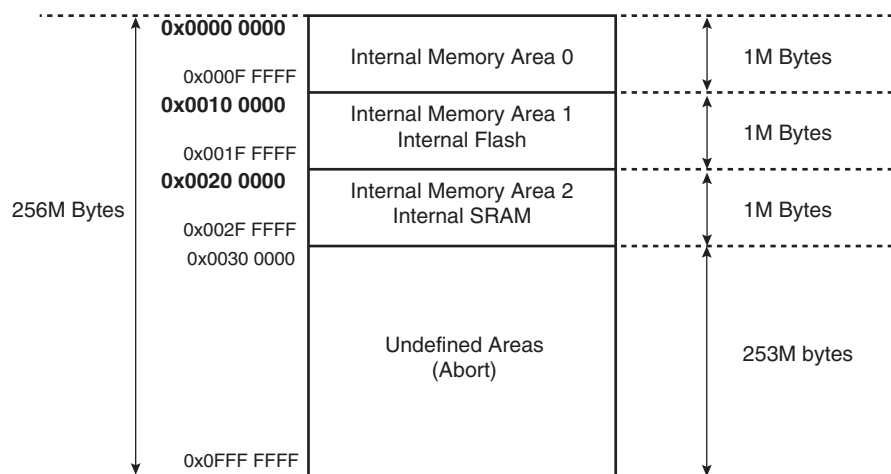 0x0000 0000
Internal Memory Area 0
1M Bytes
0x000F FFFF
0x0010 0000
Internal Memory Area 1
Internal Flash
1M Bytes
0x001F FFFF
0x0020 0000
Internal Memory Area 2
Internal SRAM
1M Bytes
256M Bytes
0x002F FFFF
0x0030 0000
Undefined Areas
(Abort)
253M bytes
0x0FFF FFFF